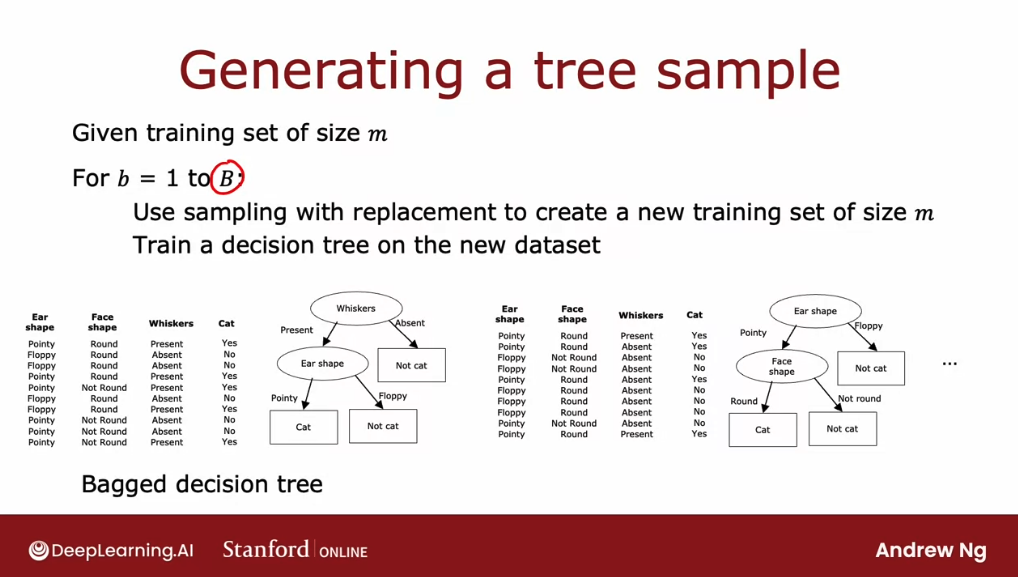 Generating a tree sample
Given training set of size m
For b = 1 to B:
Use sampling with replacement to create a new training set of size m
Train a decision tree on the new dataset
Ear shape Face shape Whiskers Cat
Pointy Round Present Yes
Floppy Round Absent No
Floppy Round Absent No
Pointy Round Present Yes
Pointy Not Round Present Yes
Floppy Round Absent No
Floppy Round Present Yes
Pointy Not Round Absent No
Pointy Not Round Absent No
Pointy Not Round Present Yes
Whiskers
Present Absent
Ear shape Not cat
Pointy Floppy
Cat Not cat
Ear shape Face shape Whiskers Cat
Pointy Round Present Yes
Pointy Round Absent Yes
Floppy Not Round Absent No
Floppy Not Round Absent No
Pointy Round Absent Yes
Floppy Round Absent No
Floppy Round Absent No
Floppy Round Absent No
Pointy Not Round Absent No
Pointy Round Present Yes
Ear shape
Pointy Floppy
Face shape Not cat
Round Not round
Cat Not cat
...
Bagged decision tree
DeepLearning.AI Stanford ONLINE Andrew Ng